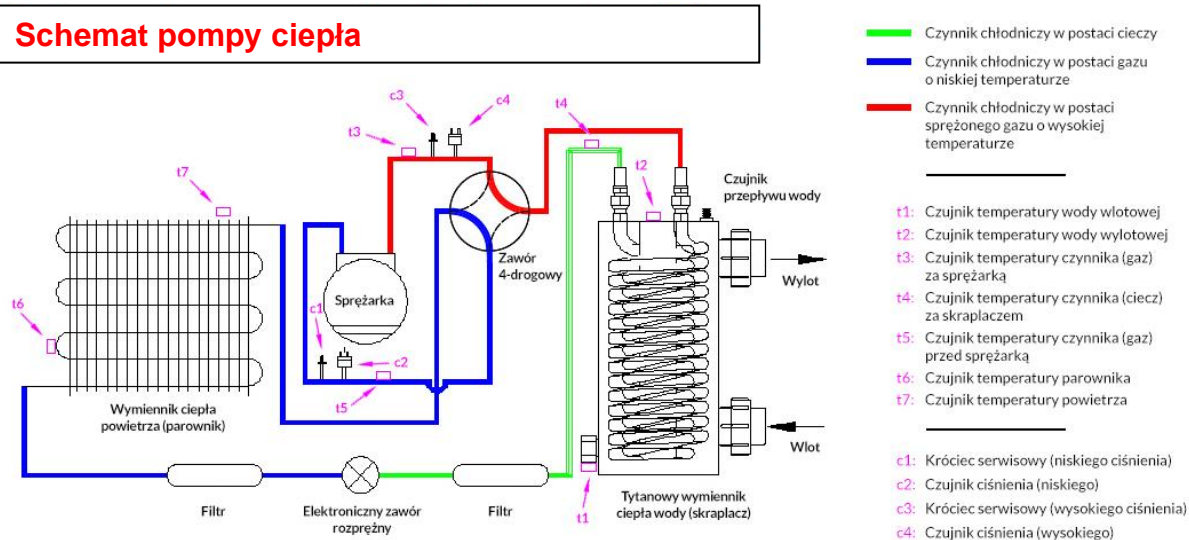 Schemat pompy ciepła
Czynnik chłodniczy w postaci cieczy
Czynnik chłodniczy w postaci gazu
o niskiej temperaturze
Czynnik chłodniczy w postaci
sprężonego gazu o wysokiej
temperaturze
c3
c4
t3
t4
t2
t7
Czujnik
przepływu wody
Zawór
4-drogowy
Wylot
Sprężarka
c1
t6
c2
t5
Wymiennik ciepła
powietrza (parownik)
Wlot
Filtr
Elektroniczny zawór
rozprężny
Filtr
t1
Tytanowy wymiennik
ciepła wody (skraplacz)
t1: Czujnik temperatury wody wlotowej
t2: Czujnik temperatury wody wylotowej
t3: Czujnik temperatury czynnika (gaz)
za sprężarką
t4: Czujnik temperatury czynnika (ciecz)
za skraplaczem
t5: Czujnik temperatury czynnika (gaz)
przed sprężarką
t6: Czujnik temperatury parownika
t7: Czujnik temperatury powietrza
c1: Króciec serwisowy (niskiego ciśnienia)
c2: Czujnik ciśnienia (niskiego)
c3: Króciec serwisowy (wysokiego ciśnienia)
c4: Czujnik ciśnienia (wysokiego)